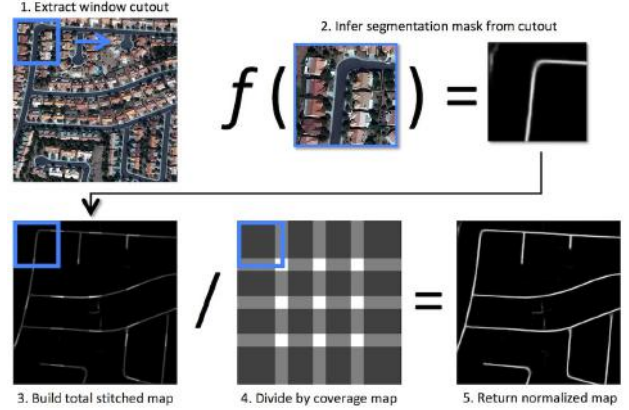 1. Extract window cutout
2. Infer segmentation mask from cutout
f ( ) =
/ =
3. Build total stitched map
4. Divide by coverage map
5. Return normalized map